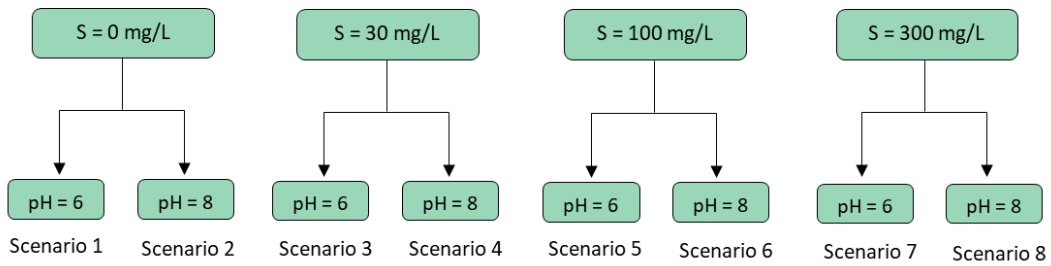 S = 0 mg/L
S = 30 mg/L
S = 100 mg/L
S = 300 mg/L
pH = 6
pH = 8
pH = 6
pH = 8
pH = 6
pH = 8
pH = 6
pH = 8
Scenario 1
Scenario 2
Scenario 3
Scenario 4
Scenario 5
Scenario 6
Scenario 7
Scenario 8